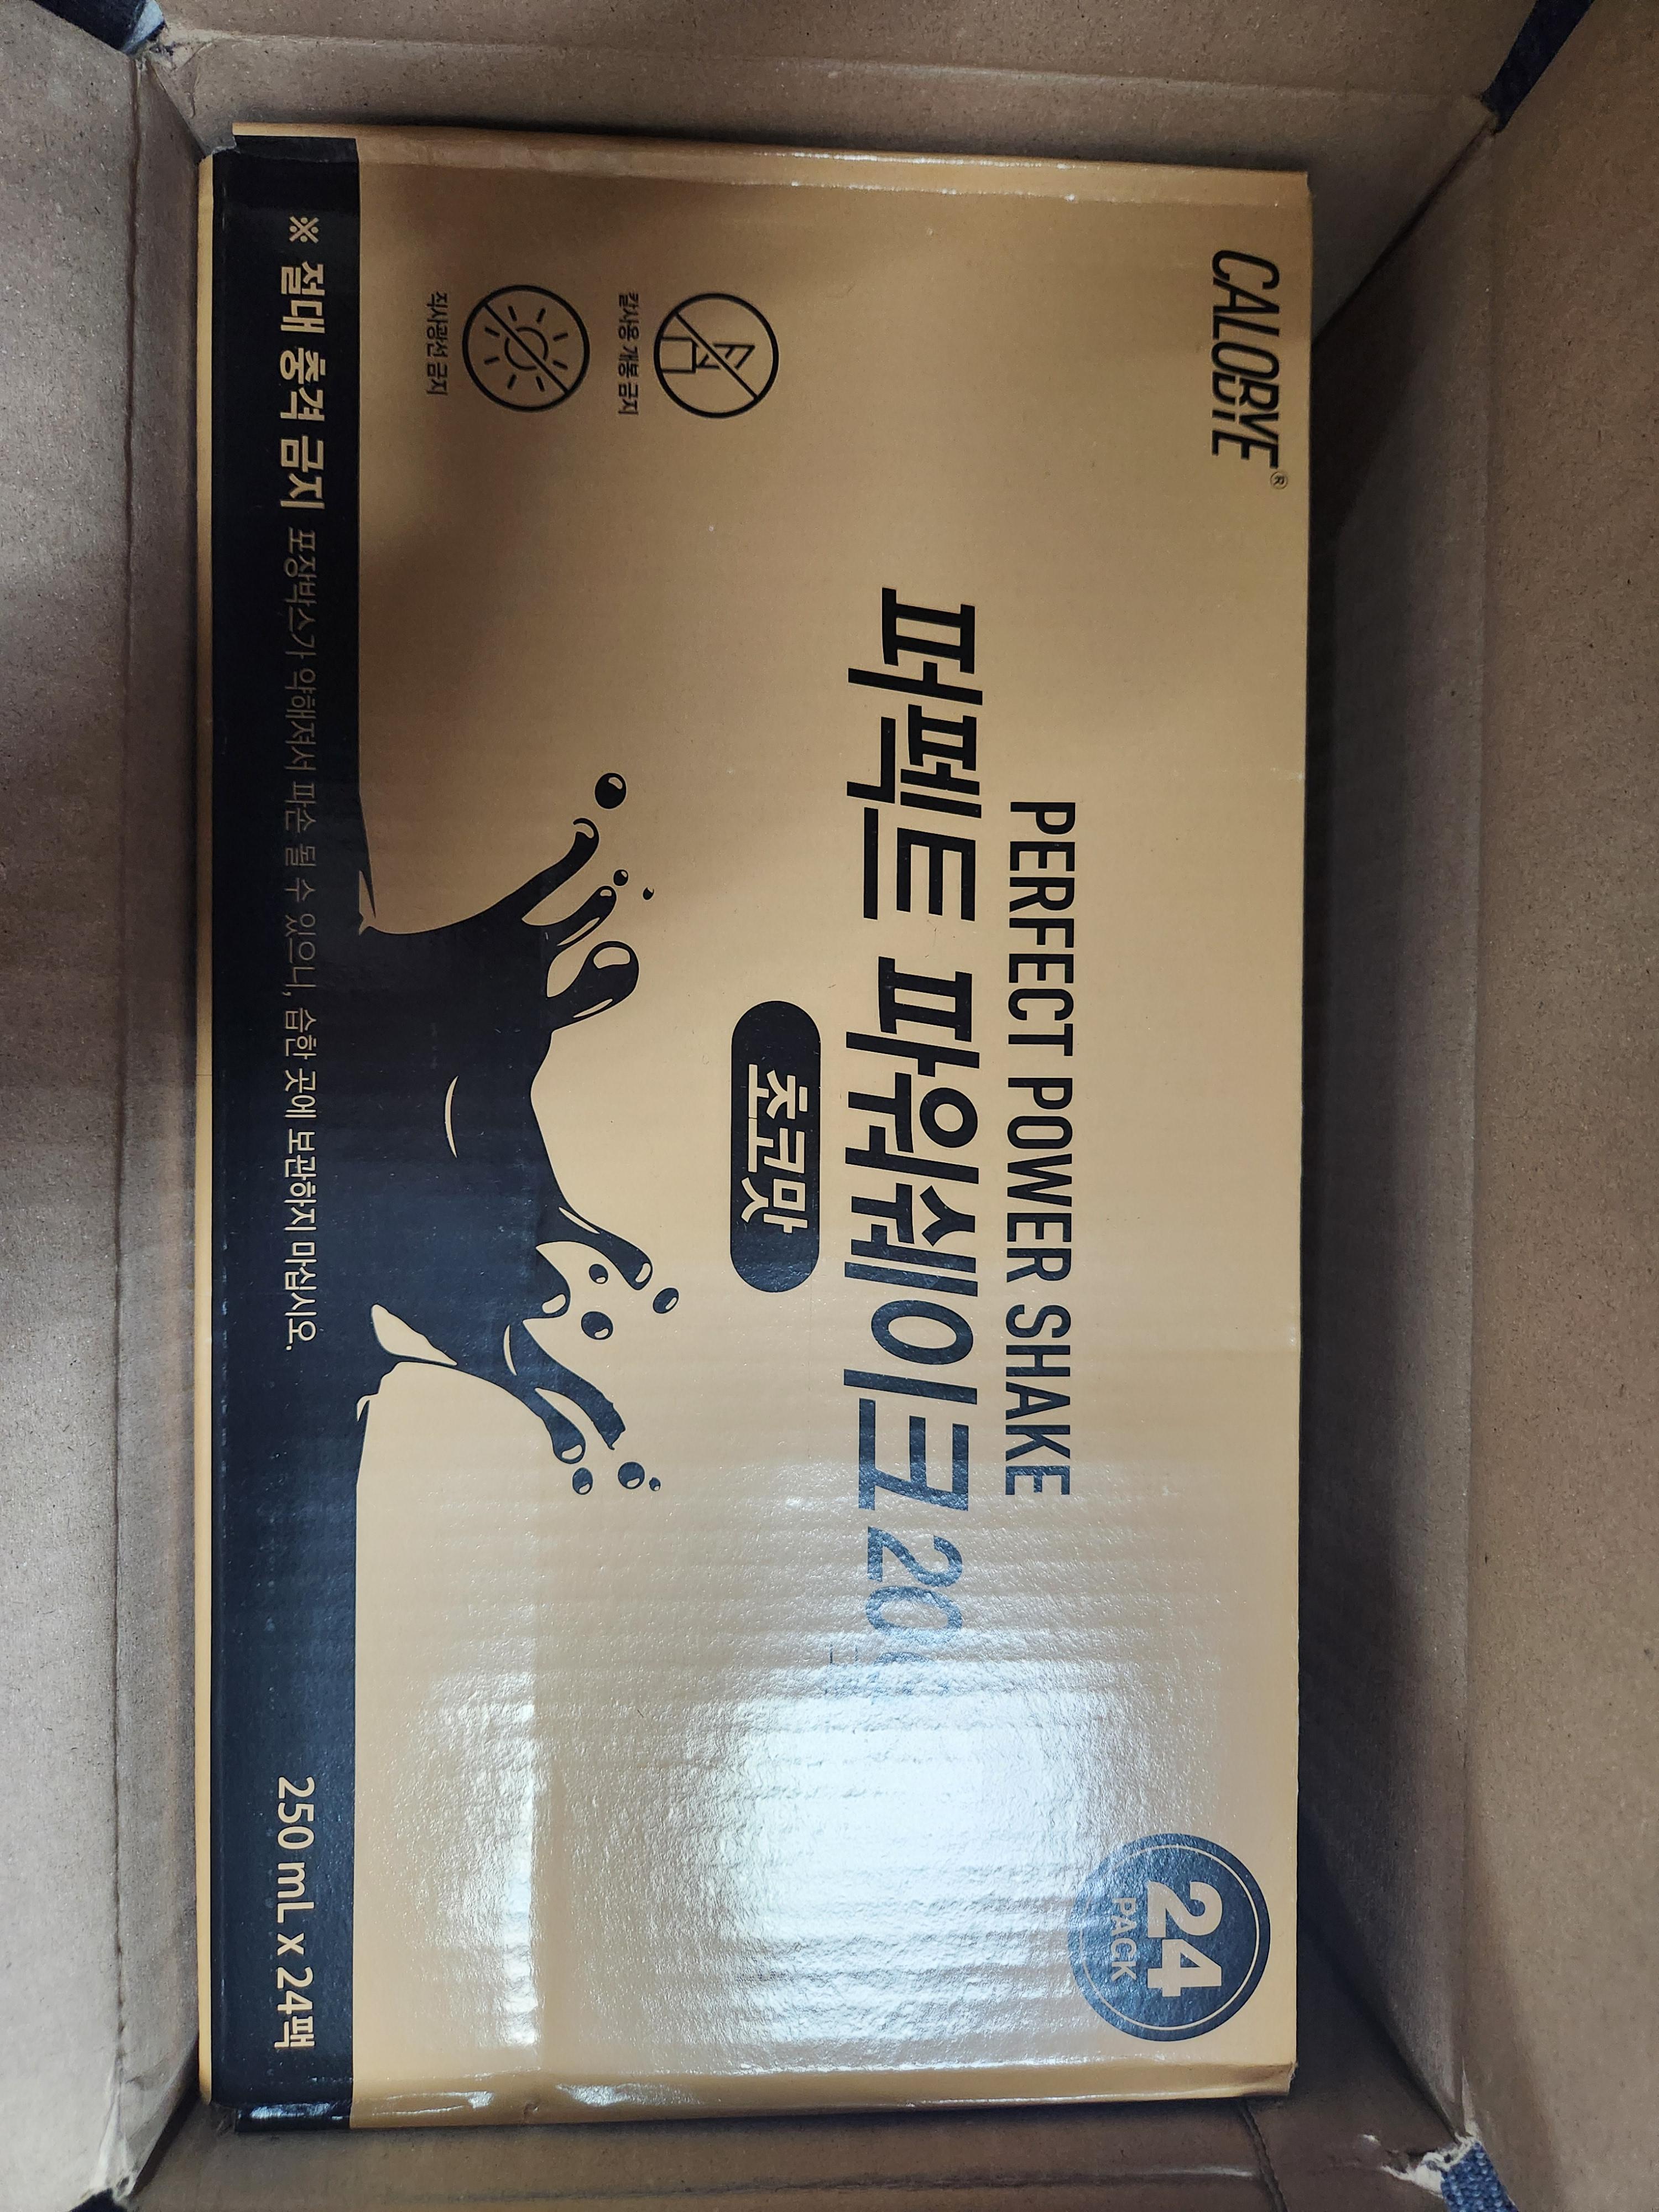 CALOBYE®
24
PACK
PERFECT POWER SHAKE
퍼펙트 파워쉐이크 20
초코맛
칼사용 개봉 금지
직사광선 금지
※ 절대 충격 금지 포장박스가 약해져서 파손 될 수 있으니, 습한 곳에 보관하지 마십시오.
250 mL x 24팩